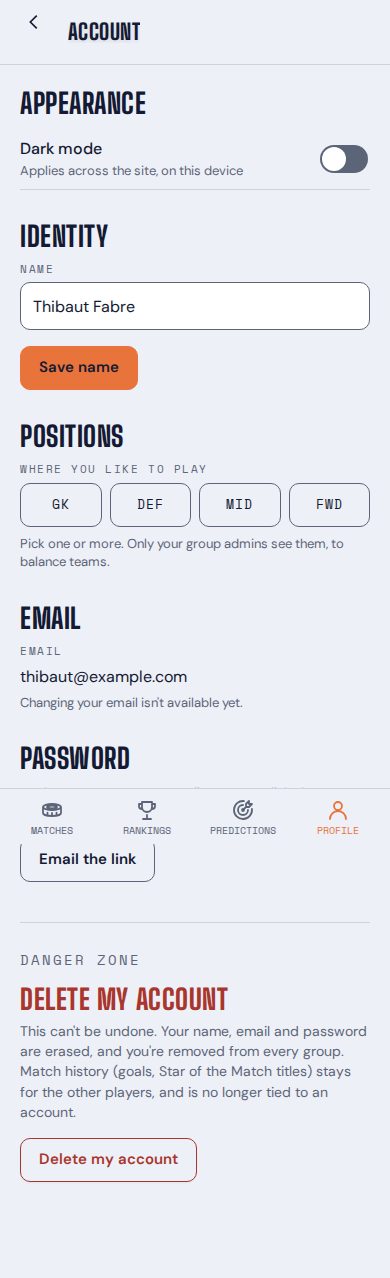 ACCOUNT
APPEARANCE
Dark mode
Applies across the site, on this device
IDENTITY
NAME
Thibaut Fabre
Save name
POSITIONS
WHERE YOU LIKE TO PLAY
GK DEF MID FWD
Pick one or more. Only your group admins see them, to
balance teams.
EMAIL
EMAIL
thibaut@example.com
Changing your email isn't available yet.
PASSWORD
MATCHES RANKINGS PREDICTIONS PROFILE
Email the link
DANGER ZONE
DELETE MY ACCOUNT
This can't be undone. Your name, email and password
are erased, and you're removed from every group.
Match history (goals, Star of the Match titles) stays
for the other players, and is no longer tied to an
account.
Delete my account